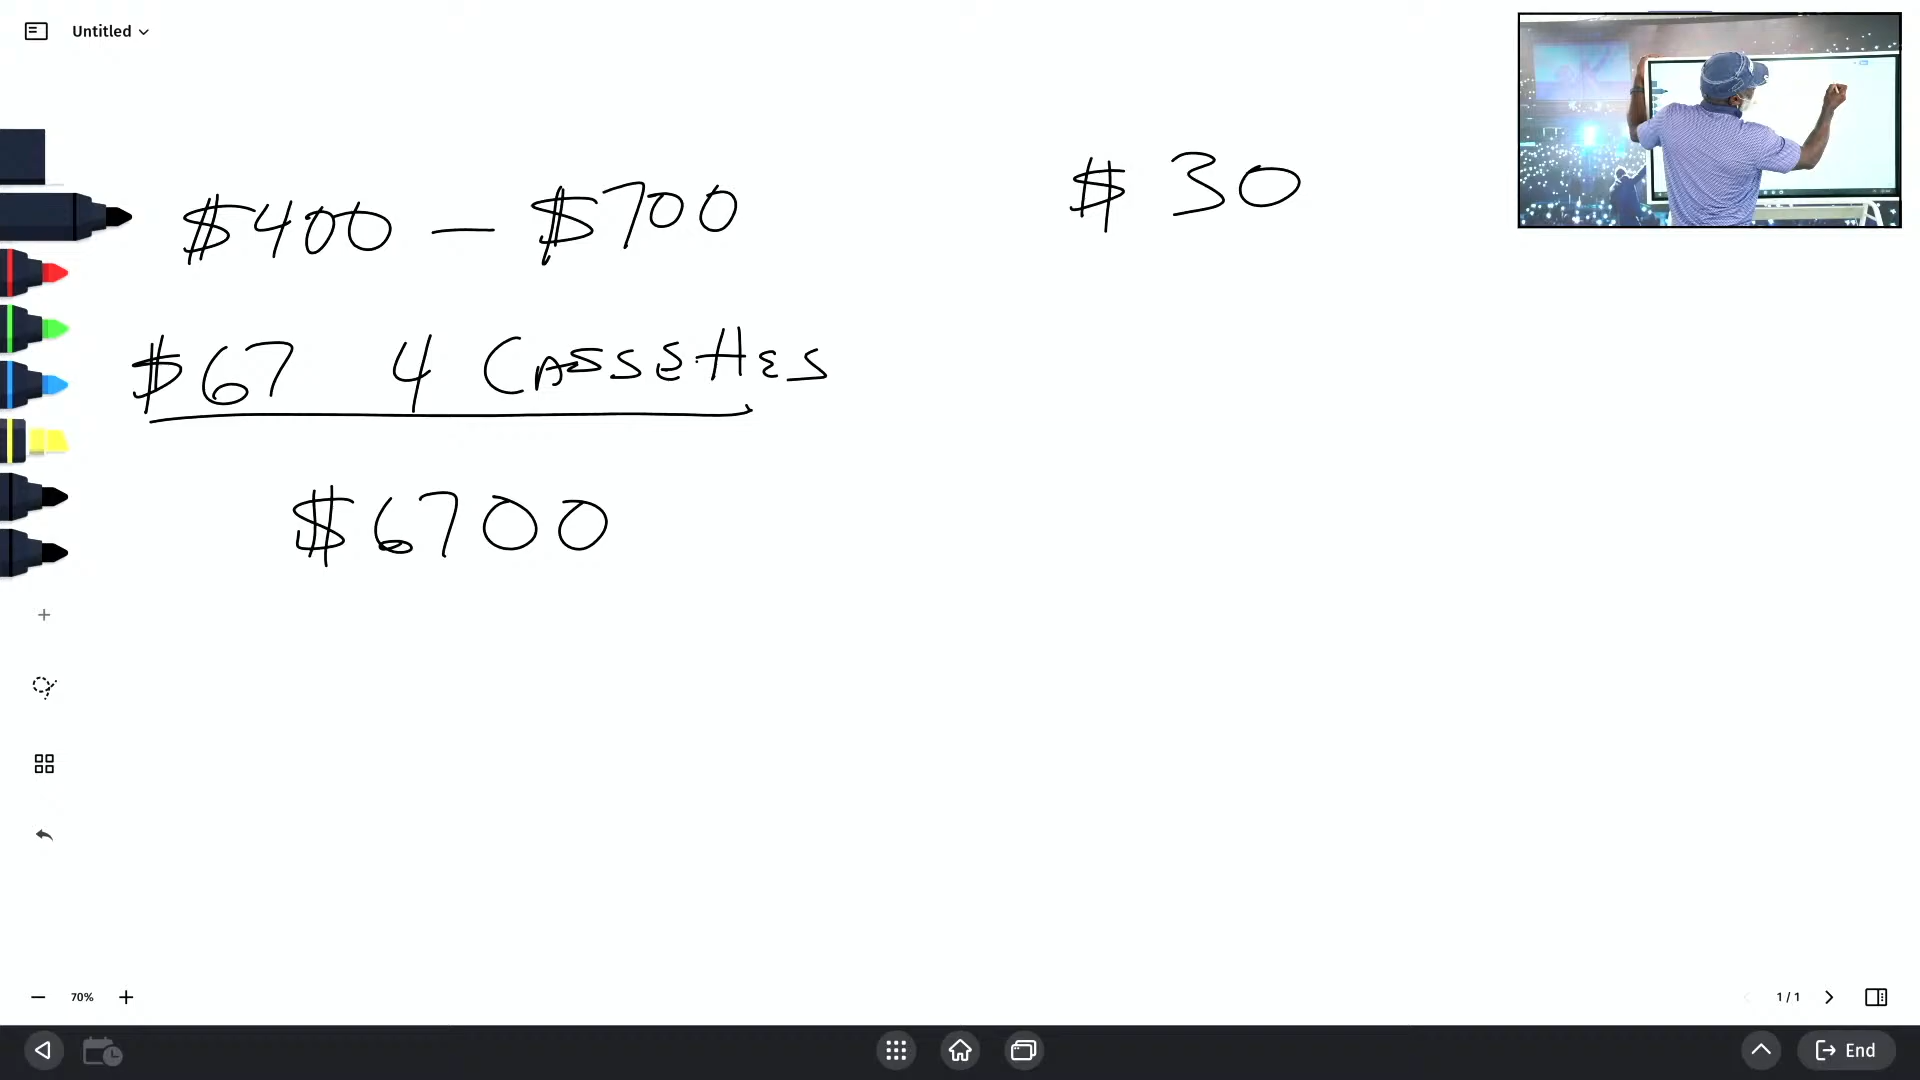 Untitled
$400 – $700
$67 4 CASSEttES
$6700
$ 30
70%
1/1
End